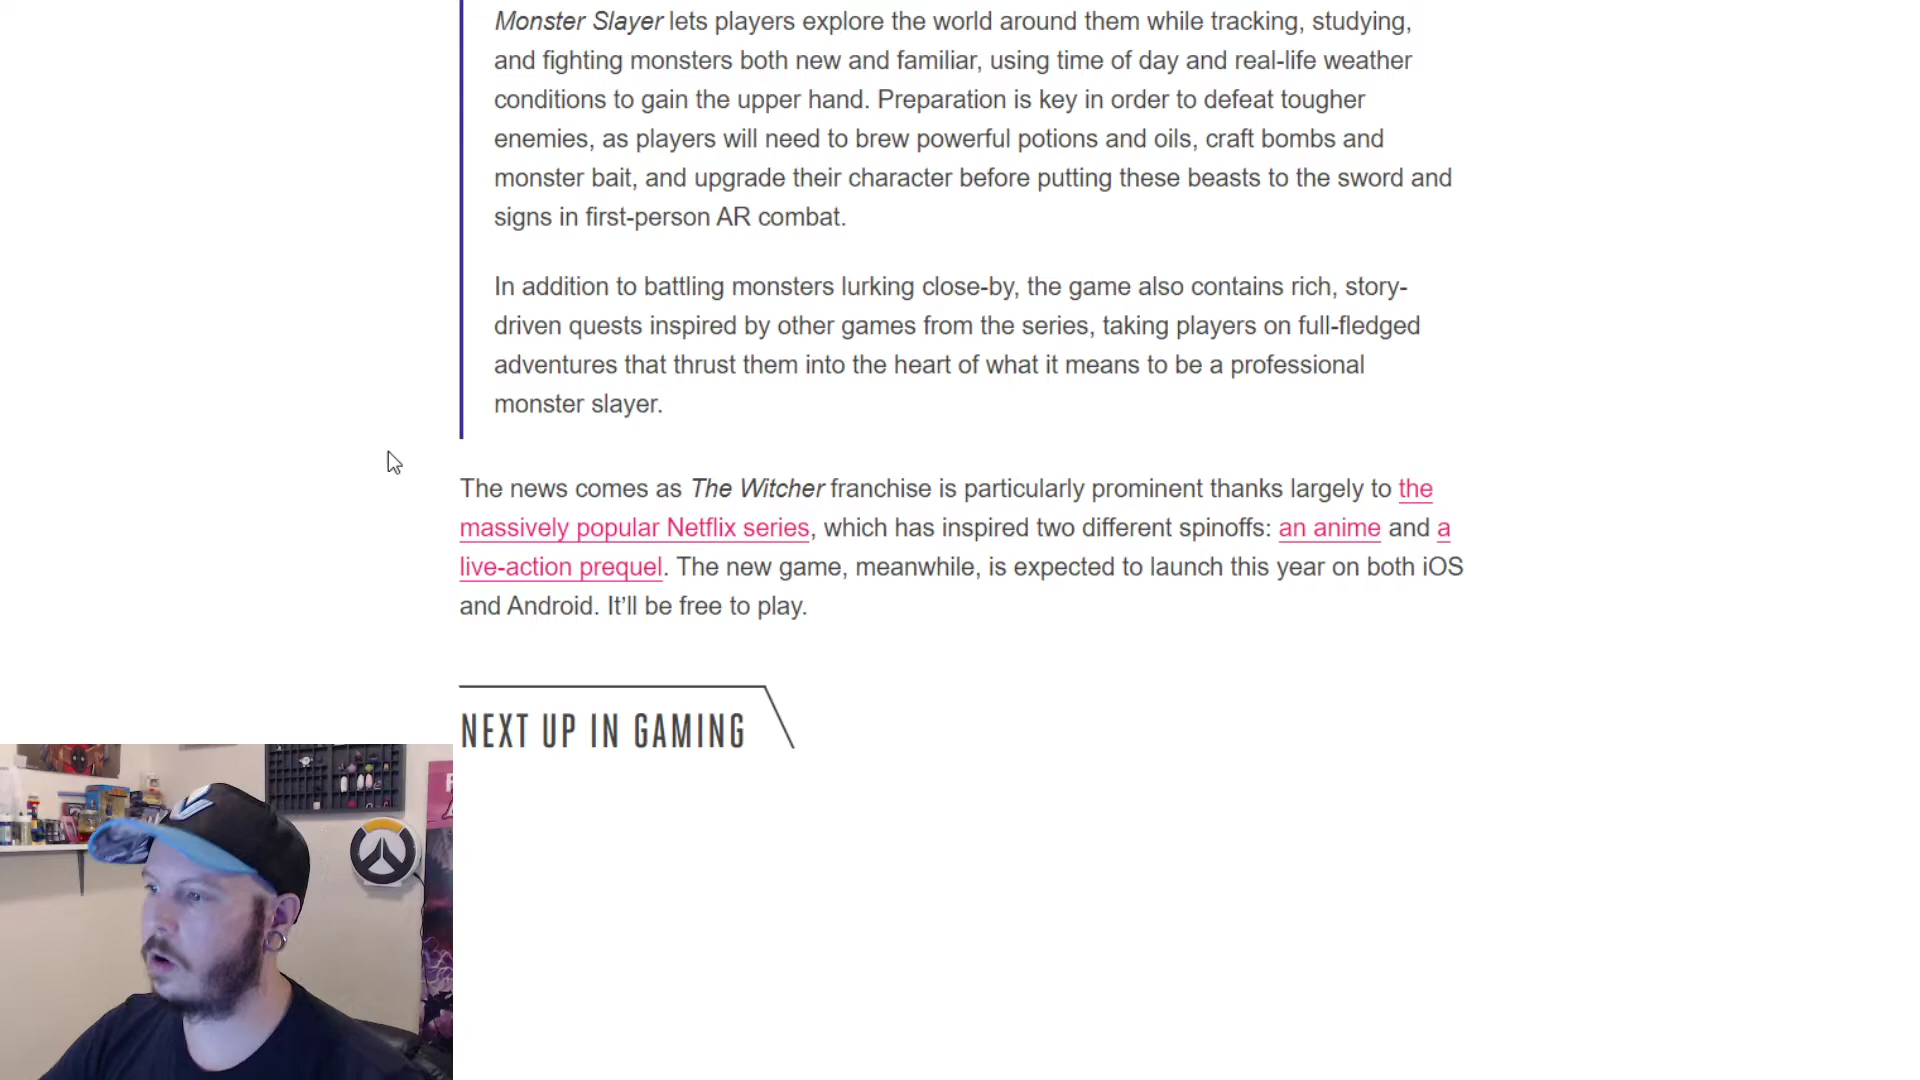 Monster Slayer lets players explore the world around them while tracking, studying,
and fighting monsters both new and familiar, using time of day and real-life weather
conditions to gain the upper hand. Preparation is key in order to defeat tougher
enemies, as players will need to brew powerful potions and oils, craft bombs and
monster bait, and upgrade their character before putting these beasts to the sword and
signs in first-person AR combat.
In addition to battling monsters lurking close-by, the game also contains rich, story-
driven quests inspired by other games from the series, taking players on full-fledged
adventures that thrust them into the heart of what it means to be a professional
monster slayer.
The news comes as The Witcher franchise is particularly prominent thanks largely to the
massively popular Netflix series, which has inspired two different spinoffs: an anime and a
live-action prequel. The new game, meanwhile, is expected to launch this year on both iOS
and Android. It’ll be free to play.
NEXT UP IN GAMING